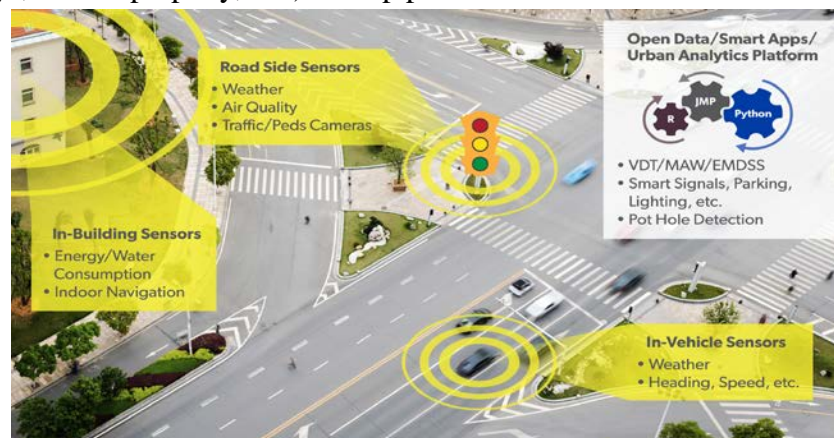 Road Side Sensors
• Weather
• Air Quality
• Traffic/Peds Cameras
Open Data/Smart Apps/
Urban Analytics Platform
R
JMP
Python
• VDT/MAW/EMDSS
• Smart Signals, Parking,
Lighting, etc.
• Pot Hole Detection
In-Building Sensors
• Energy/Water
Consumption
• Indoor Navigation
In-Vehicle Sensors
• Weather
• Heading, Speed, etc.